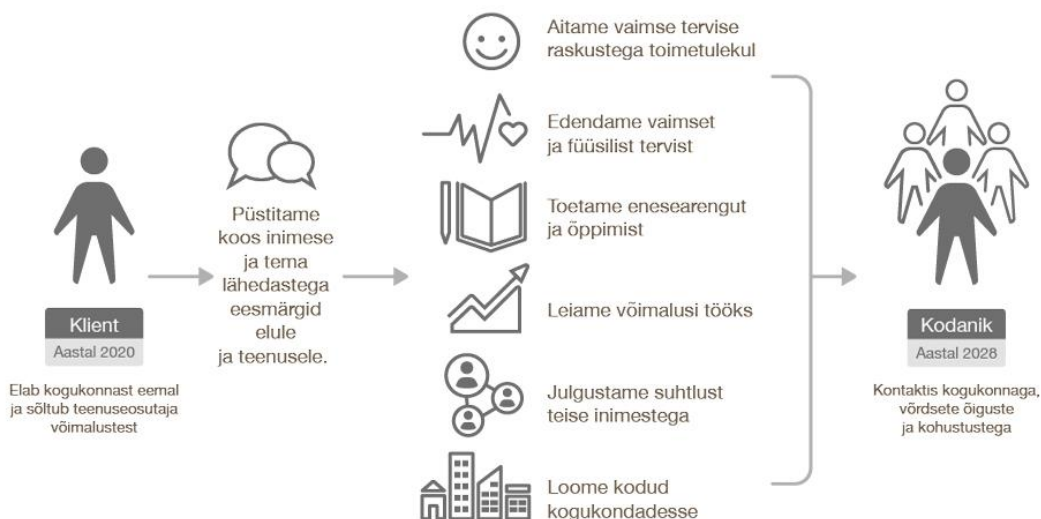 Klient
Aastal 2020
Elab kogukonnast eemal
ja sõltub teenuseosutaja
võimalustest
Püstitame
koos inimese
ja tema
lähedastega
eesmärgid
elule
ja teenusele.
Aitame vaimse tervise
raskustega toimetulekul
Edendame vaimset
ja füüsilist tervist
Toetame enesearengut
ja õppimist
Leiame võimalusi tööks
Julgustame suhtlust
teise inimestega
Loome kodud
kogukondadesse
Kodanik
Aastal 2028
Kontaktis kogukonnaga,
võrdsete õiguste
ja kohustustega